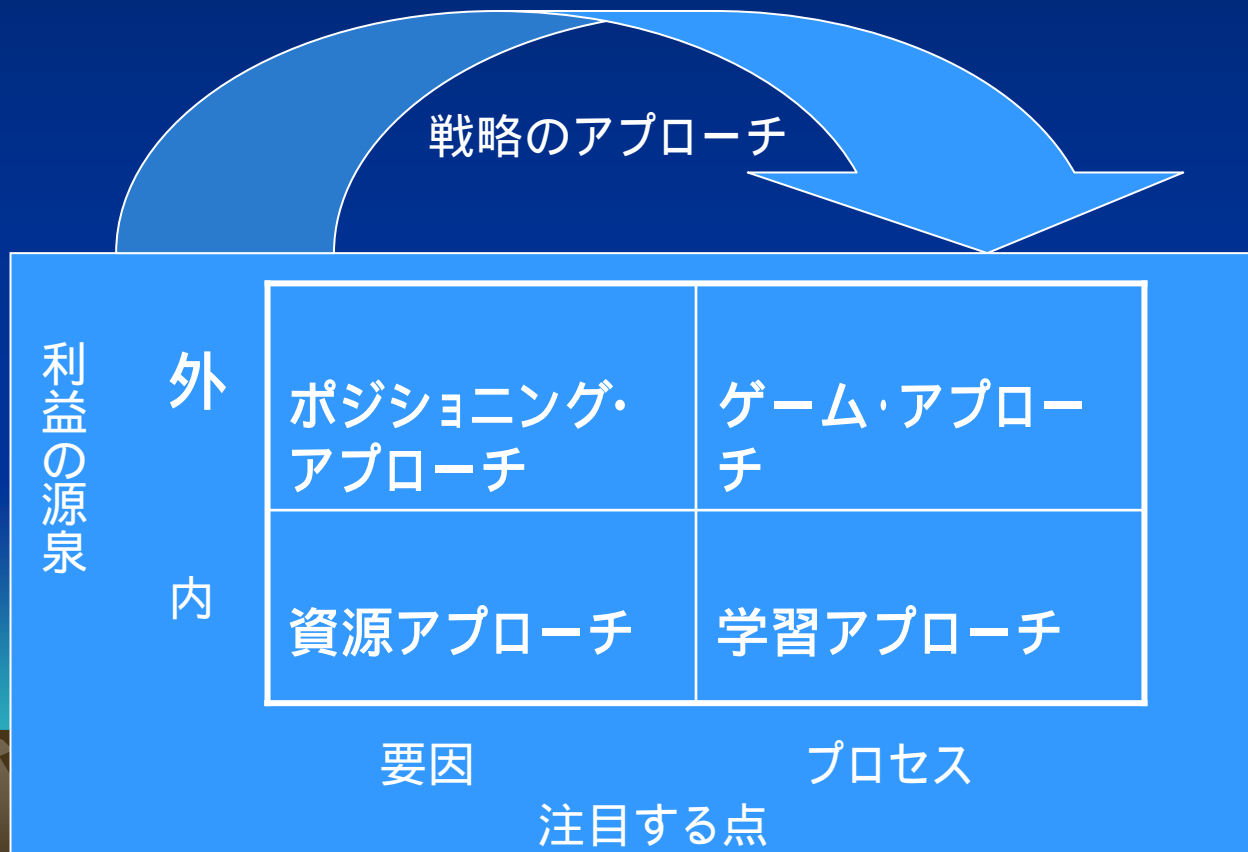 戦略のアプローチ
利益の源泉
外
ポジショニング・
アプローチ
ゲーム・アプロー
チ
内
資源アプローチ
学習アプローチ
要因
プロセス
注目する点